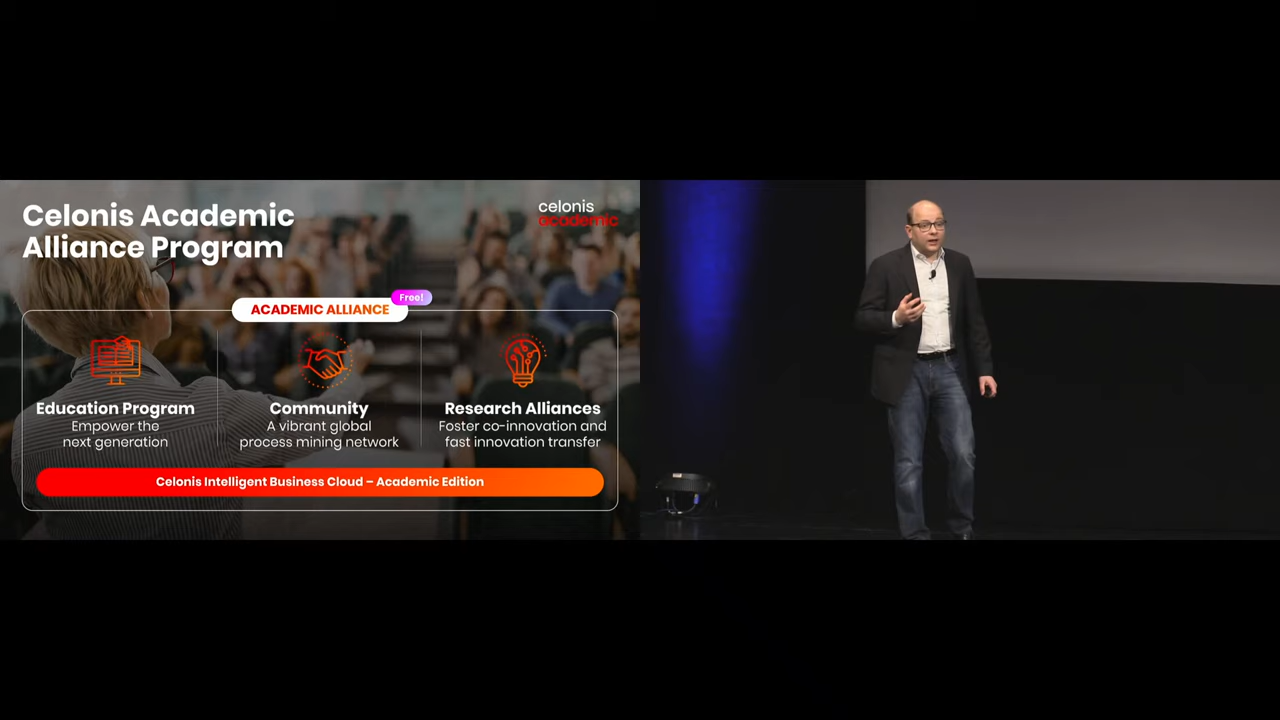 Celonis Academic
Alliance Program
celonis
academic
Free!
ACADEMIC ALLIANCE
Education Program
Empower the
next generation
Community
A vibrant global
process mining network
Research Alliances
Foster co-innovation and
fast innovation transfer
Celonis Intelligent Business Cloud – Academic Edition